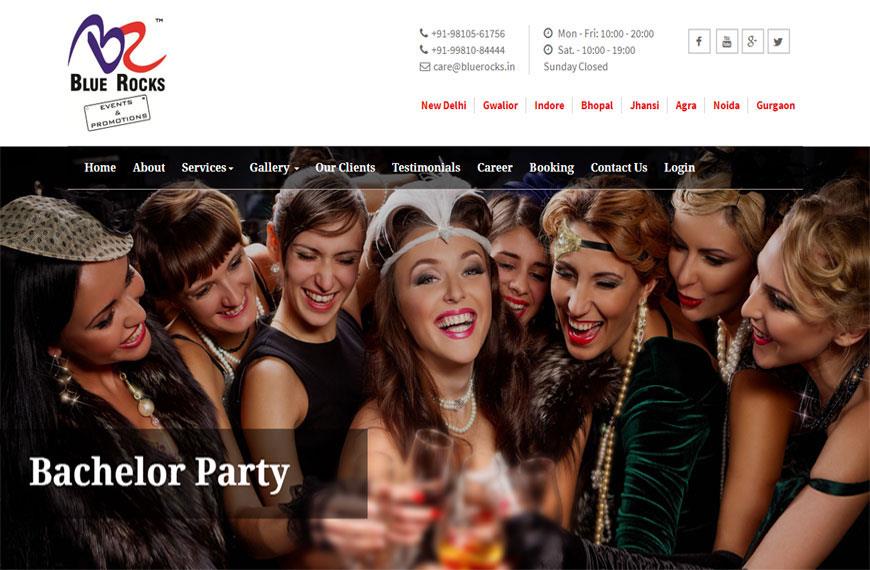 TM
BLUE ROCKS
EVENTS
&
PROMOTIONS
+91-98105-61756
+91-99810-84444
care@bluerocks.in
Mon - Fri: 10:00 - 20:00
Sat. - 10:00 - 19:00
Sunday Closed
New Delhi Gwalior Indore Bhopal Jhansi Agra Noida Gurgaon
Home About Services Gallery Our Clients Testimonials Career Booking Contact Us Login
Bachelor Party